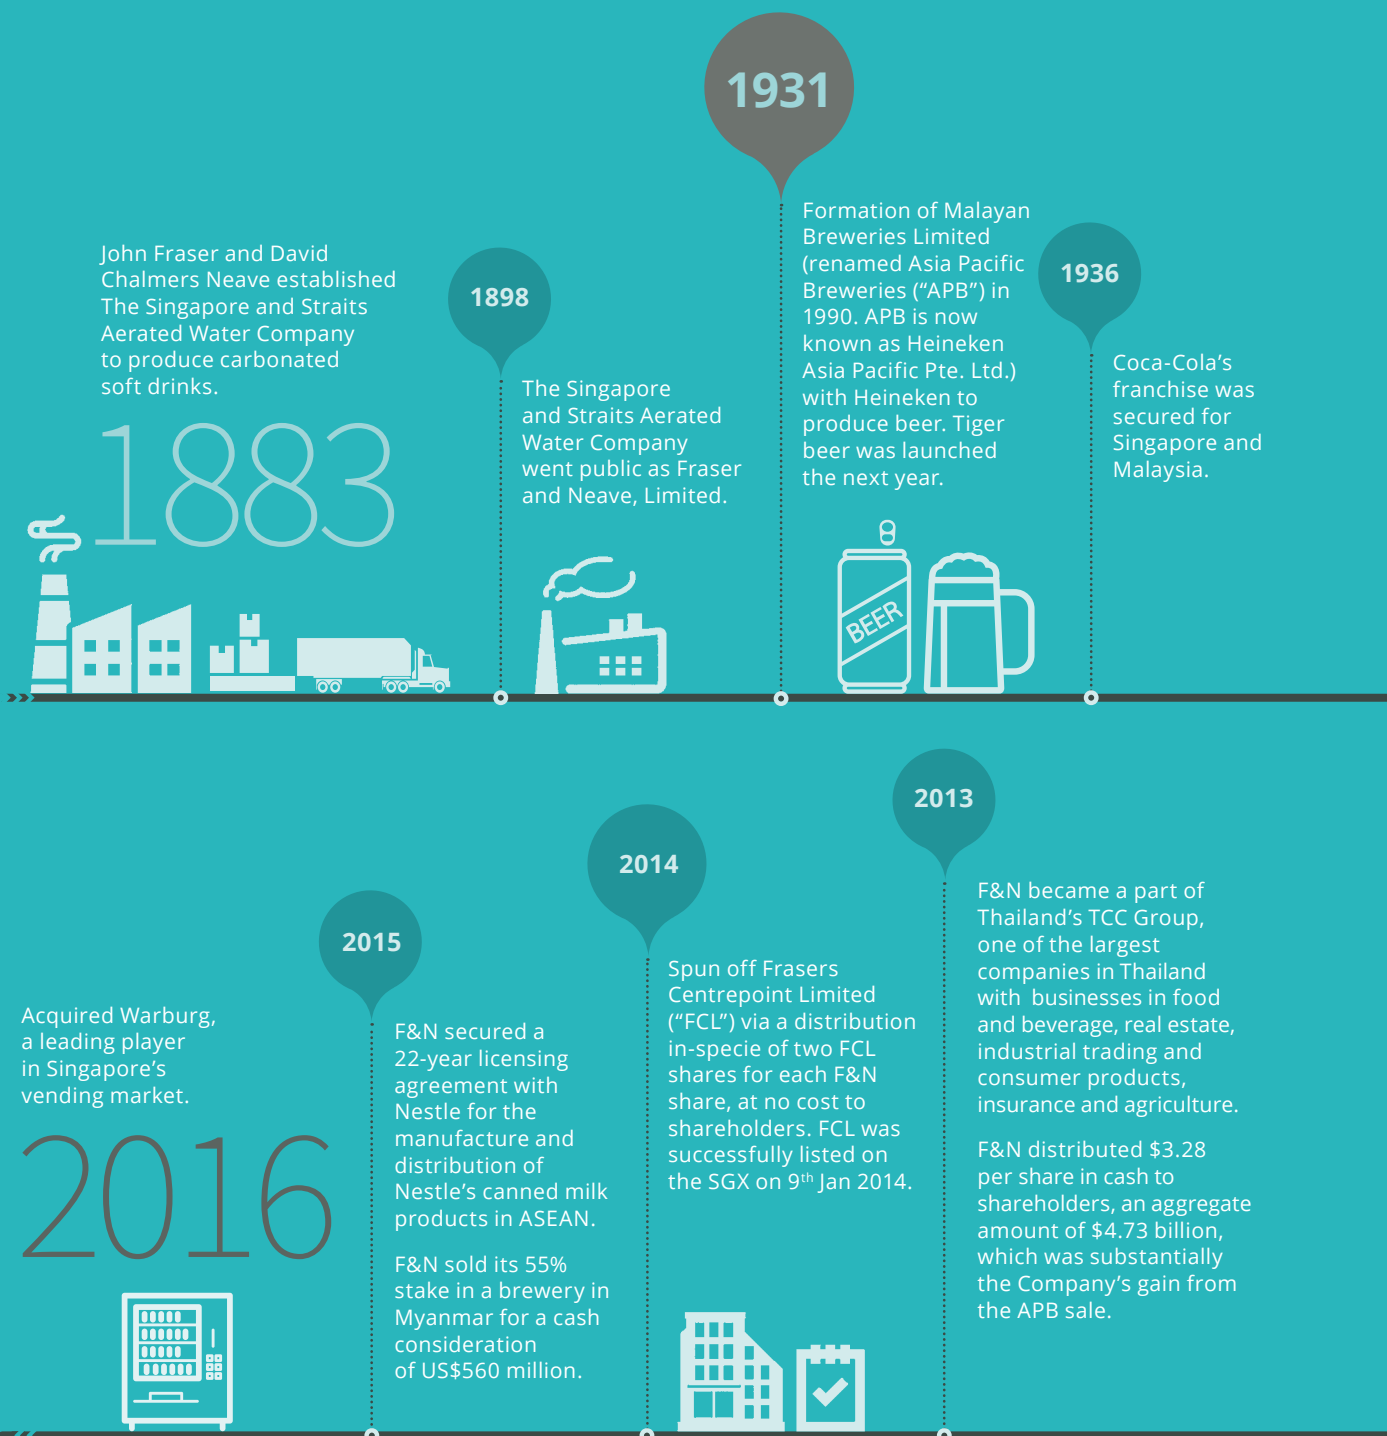 John Fraser and David
Chalmers Neave established
The Singapore and Straits
Aerated Water Company
to produce carbonated
soft drinks.
1883
1898
The Singapore
and Straits Aerated
Water Company
went public as Fraser
and Neave, Limited.
1931
Formation of Malayan
Breweries Limited
(renamed Asia Pacific
Breweries (“APB”) in
1990. APB is now
known as Heineken
Asia Pacific Pte. Ltd.)
with Heineken to
produce beer. Tiger
beer was launched
the next year.
BEER
1936
Coca-Cola’s
franchise was
secured for
Singapore and
Malaysia.
Acquired Warburg,
a leading player
in Singapore’s
vending market.
2016
2015
F&N secured a
22-year licensing
agreement with
Nestle for the
manufacture and
distribution of
Nestle’s canned milk
products in ASEAN.
F&N sold its 55%
stake in a brewery in
Myanmar for a cash
consideration
of US$560 million.
2014
Spun off Frasers
Centrepoint Limited
(“FCL”) via a distribution
in-specie of two FCL
shares for each F&N
share, at no cost to
shareholders. FCL was
successfully listed on
the SGX on 9th Jan 2014.
2013
F&N became a part of
Thailand’s TCC Group,
one of the largest
companies in Thailand
with businesses in food
and beverage, real estate,
industrial trading and
consumer products,
insurance and agriculture.
F&N distributed $3.28
per share in cash to
shareholders, an aggregate
amount of $4.73 billion,
which was substantially
the Company’s gain from
the APB sale.